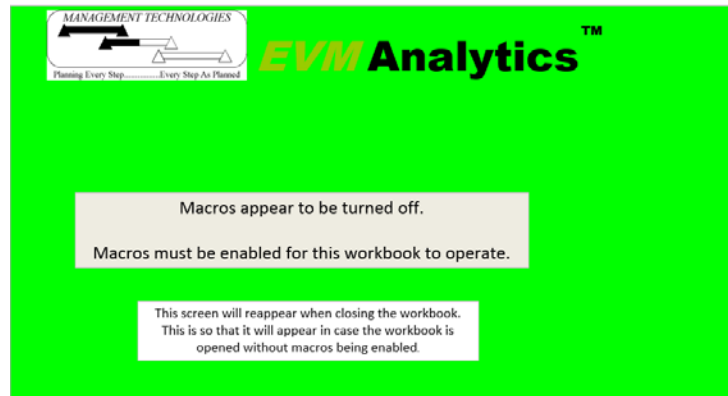 MANAGEMENT TECHNOLOGIES
Planning Every Step................Every Step As Planned
EVM Analytics™
Macros appear to be turned off.
Macros must be enabled for this workbook to operate.
This screen will reappear when closing the workbook.
This is so that it will appear in case the workbook is
opened without macros being enabled.